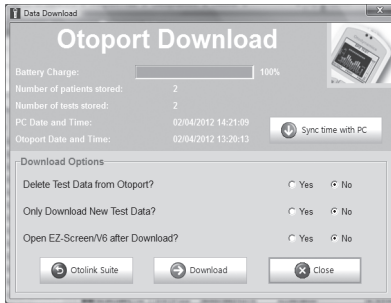 Data Download
Otoport Download
Battery Charge: 100%
Number of patients stored: 2
Number of tests stored: 2
PC Date and Time: 02/04/2012 14:21:09
Otoport Date and Time: 02/04/2012 13:20:13
Sync time with PC
Download Options
Delete Test Data from Otoport? Yes No
Only Download New Test Data? Yes No
Open EZ-Screen/V6 after Download? Yes No
Otolink Suite Download Close